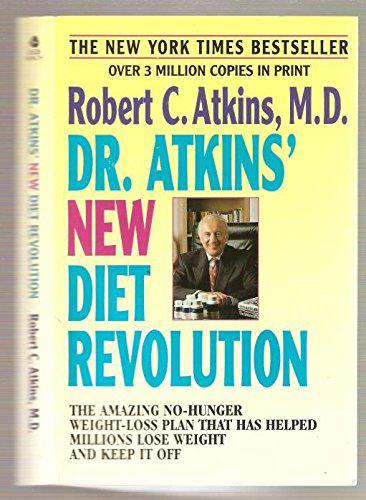 THE NEW YORK TIMES BESTSELLER
OVER 3 MILLION COPIES IN PRINT
Robert C. Atkins, M.D.
DR. ATKINS'
NEW
DIET
REVOLUTION
THE AMAZING NO-HUNGER
WEIGHT-LOSS PLAN THAT HAS HELPED
MILLIONS LOSE WEIGHT
AND KEEP IT OFF
DR. ATKINS' NEW DIET REVOLUTION
Robert C. Atkins, M.D.